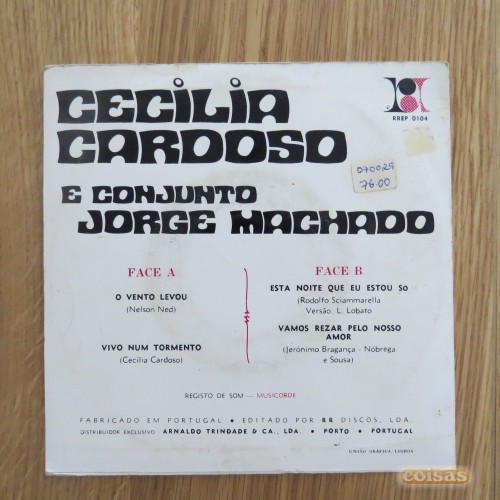 CECILIA
CARDOSO
RREP 0104
070029
76.00
E CONJUNTO
JORGE MACHADO
FACE A
O VENTO LEVOU
(Nelson Ned)
VIVO NUM TORMENTO
(Cecília Cardoso)
FACE B
ESTA NOITE QUE EU ESTOU SO
(Rodolfo Sciammarella
Versão: L. Lobato
VAMOS REZAR PELO NOSSO
AMOR
(Jerónimo Bragança - Nóbrega
e Sousa)
REGISTO DE SOM — MUSICORDE
FABRICADO EM PORTUGAL • EDITADO POR RR DISCOS, LDA.
DISTRIBUIDOR EXCLUSIVO ARNALDO TRINDADE & CA., LDA. • PORTO • PORTUGAL
UNIÃO GRÁFICA-LISBOA
coisas